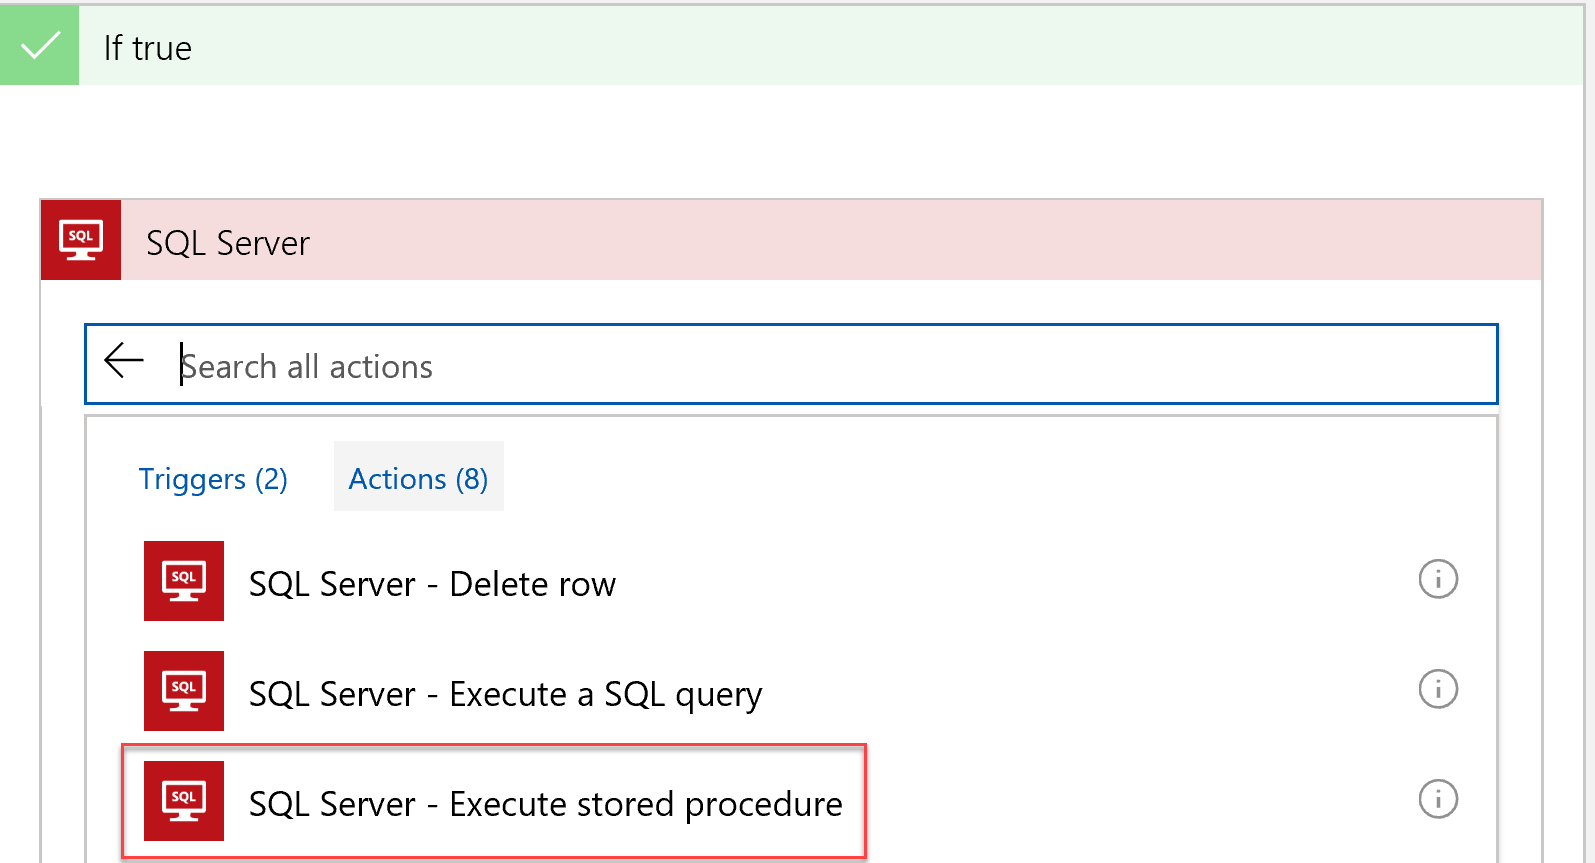 If true
SQL
SQL Server
Search all actions
Triggers (2)
Actions (8)
SQL
SQL Server - Delete row
SQL
SQL Server - Execute a SQL query
SQL
SQL Server - Execute stored procedure